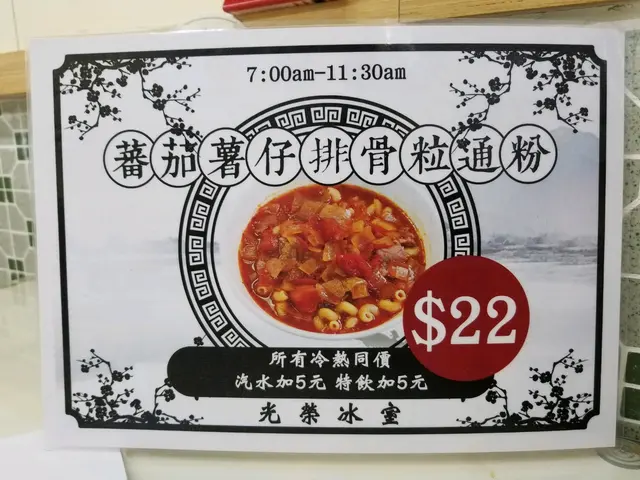 7:00am-11:30am
蕃茄薯仔排骨粒通粉
$22
所有冷熱同價
汽水加5元 特飲加5元
光榮冰室